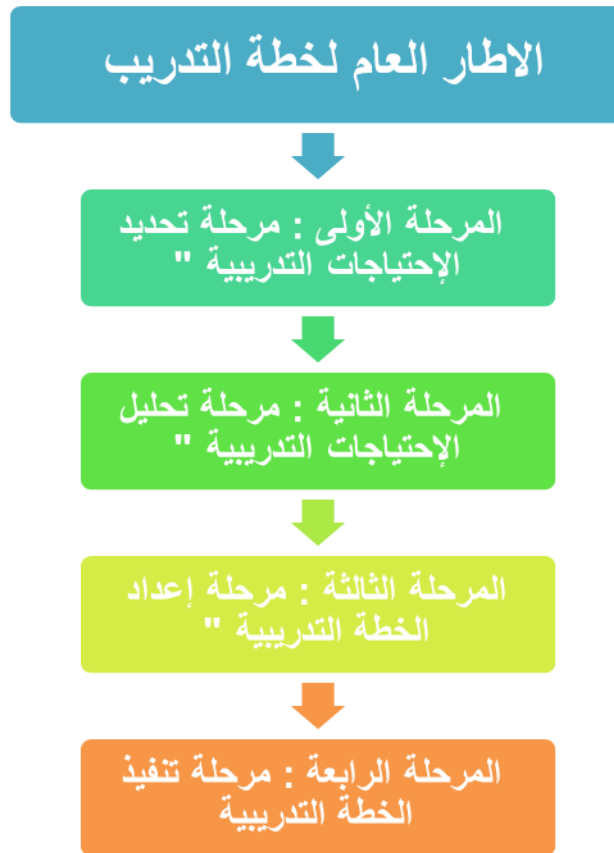 الاطار العام لخطة التدريب
المرحلة الأولى : مرحلة تحديد
الإحتياجات التدريبية "
المرحلة الثانية : مرحلة تحليل
الإحتياجات التدريبية "
المرحلة الثالثة : مرحلة إعداد
الخطة التدريبية "
المرحلة الرابعة : مرحلة تنفيذ
الخطة التدريبية